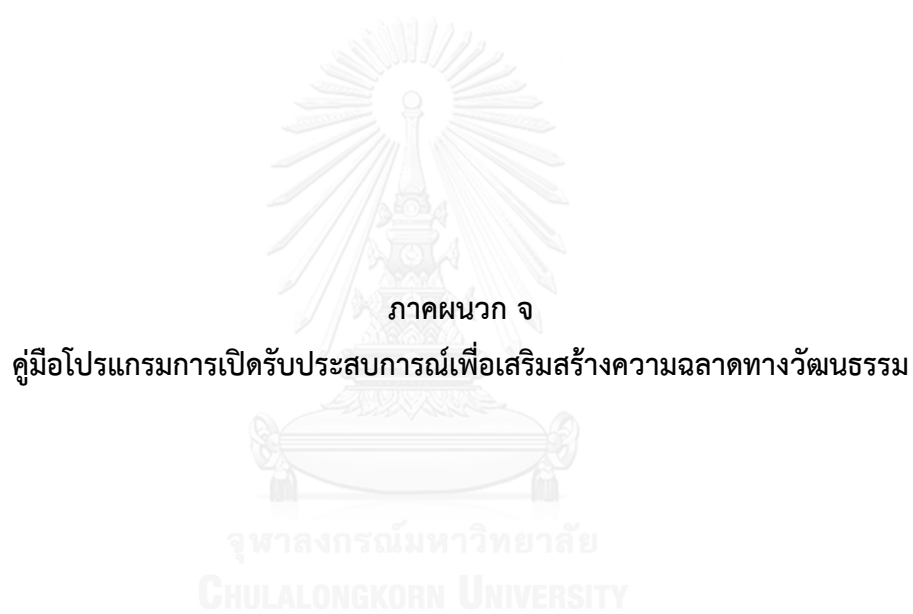 ภาคผนวก จ
คู่มือโปรแกรมการเปิดรับประสบการณ์เพื่อเสริมสร้างความฉลาดทางวัฒนธรรม
จุฬาลงกรณ์มหาวิทยาลัย
CHULALONGKORN UNIVERSITY